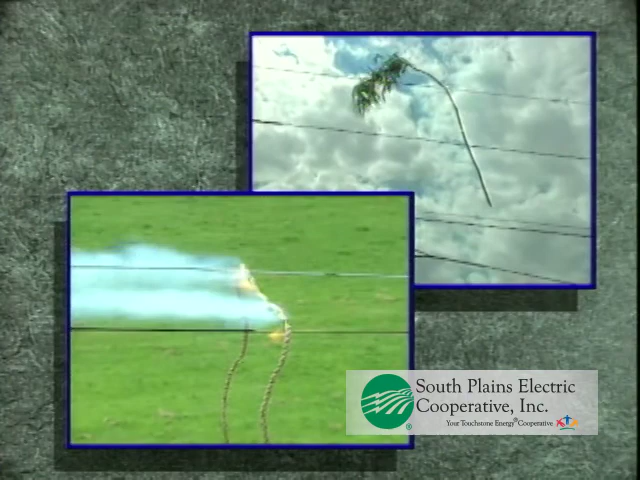 South Plains Electric
Cooperative, Inc.
Your Touchstone Energy® Cooperative